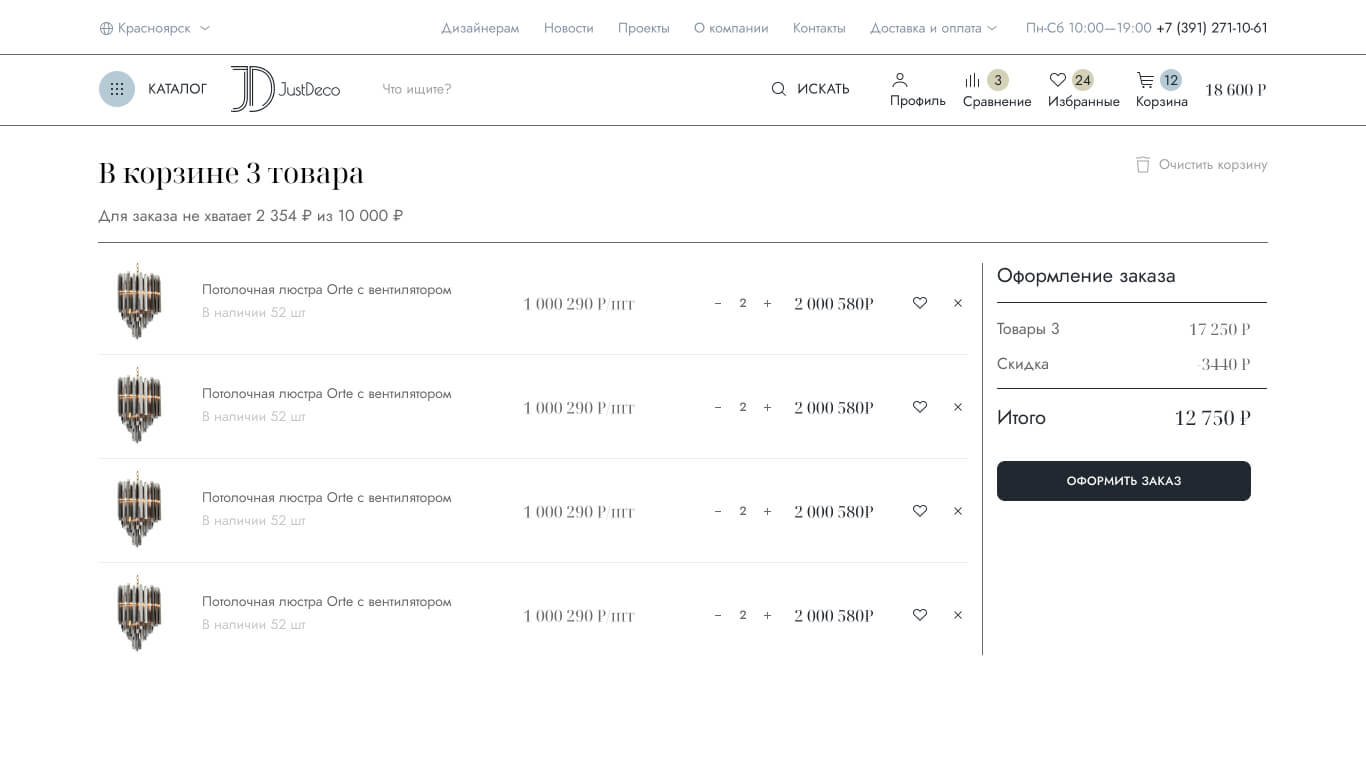 Красноярск
Дизайнерам Новости Проекты О компании Контакты Доставка и оплата Пн-Сб 10:00—19:00 +7 (391) 271-10-61
КАТАЛОГ JD JustDeco Что ищите? ИСКАТЬ
3 24 12
Профиль Сравнение Избранные Корзина 18 600 ₽
В корзине 3 товара
Очистить корзину
Для заказа не хватает 2 354 ₽ из 10 000 ₽
Потолочная люстра Orte с вентилятором
В наличии 52 шт
1 000 290 ₽/шт − 2 + 2 000 580₽
Потолочная люстра Orte с вентилятором
В наличии 52 шт
1 000 290 ₽/шт − 2 + 2 000 580₽
Потолочная люстра Orte с вентилятором
В наличии 52 шт
1 000 290 ₽/шт − 2 + 2 000 580₽
Потолочная люстра Orte с вентилятором
В наличии 52 шт
1 000 290 ₽/шт − 2 + 2 000 580₽
Оформление заказа
Товары 3 17 250 ₽
Скидка -3440 ₽
Итого 12 750 ₽
ОФОРМИТЬ ЗАКАЗ